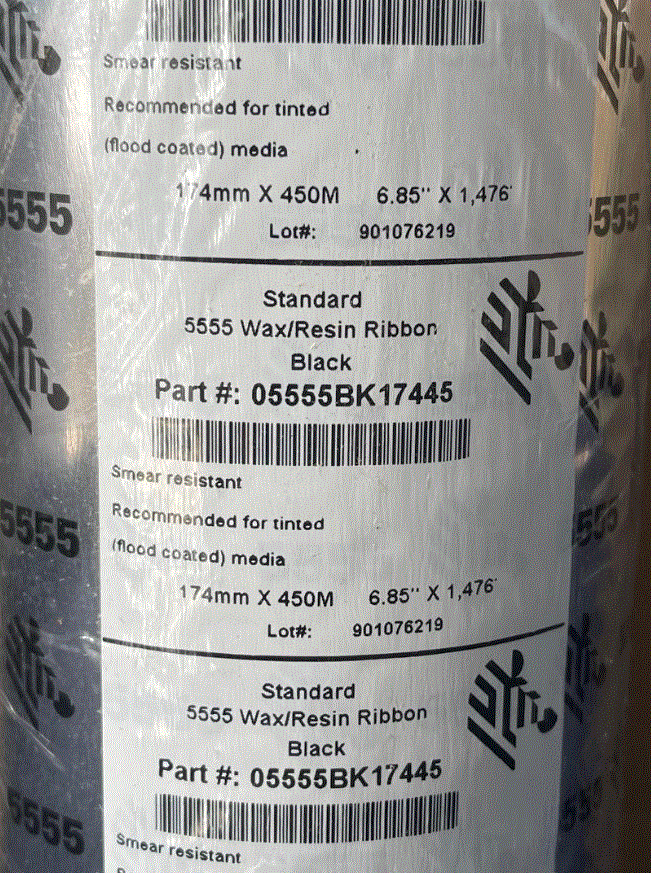 Smear resistant
Recommended for tinted
(flood coated) media
174mm X 450M 6.85" X 1,476'
Lot#: 901076219
5555
5555
Standard
5555 Wax/Resin Ribbon
Black
Part #: 05555BK17445
Smear resistant
Recommended for tinted
(flood coated) media
174mm X 450M 6.85" X 1,476'
Lot#: 901076219
5555
5555
Standard
5555 Wax/Resin Ribbon
Black
Part #: 05555BK17445
Smear resistant
5555